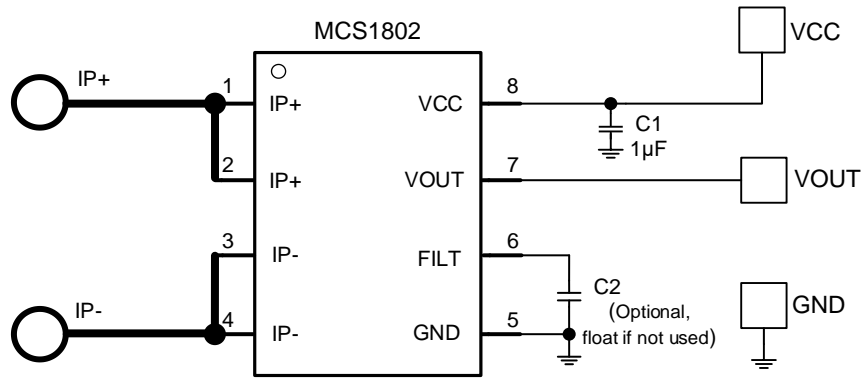 MCS1802
VCC
IP+
1
IP+
VCC
8
C1
1µF
2
IP+
VOUT
7
VOUT
3
IP-
FILT
6
IP-
C2
(Optional,
float if not used)
GND
4
IP-
GND
5